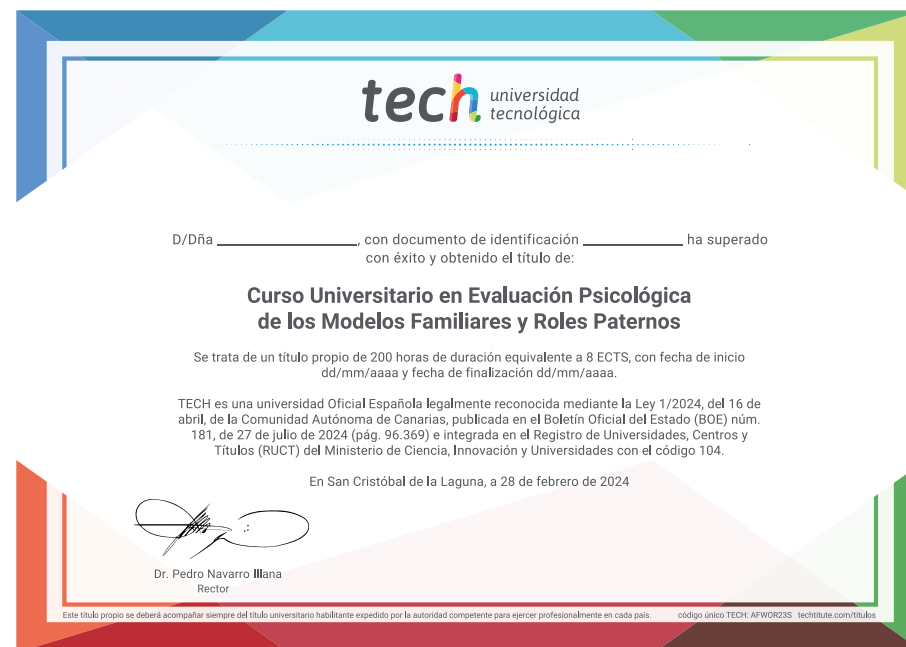 tech universidad
tecnológica
D/Dña ____________________, con documento de identificación ______________ ha superado
con éxito y obtenido el título de:
Curso Universitario en Evaluación Psicológica
de los Modelos Familiares y Roles Paternos
Se trata de un título propio de 200 horas de duración equivalente a 8 ECTS, con fecha de inicio
dd/mm/aaaa y fecha de finalización dd/mm/aaaa.
TECH es una universidad Oficial Española legalmente reconocida mediante la Ley 1/2024, del 16 de
abril, de la Comunidad Autónoma de Canarias, publicada en el Boletín Oficial del Estado (BOE) núm.
181, de 27 de julio de 2024 (pág. 96.369) e integrada en el Registro de Universidades, Centros y
Títulos (RUCT) del Ministerio de Ciencia, Innovación y Universidades con el código 104.
En San Cristóbal de la Laguna, a 28 de febrero de 2024
Dr. Pedro Navarro Illana
Rector
Este título propio se deberá acompañar siempre del título universitario habilitante expedido por la autoridad competente para ejercer profesionalmente en cada país. código único TECH: AFWOR23S techtitute.com/titulos